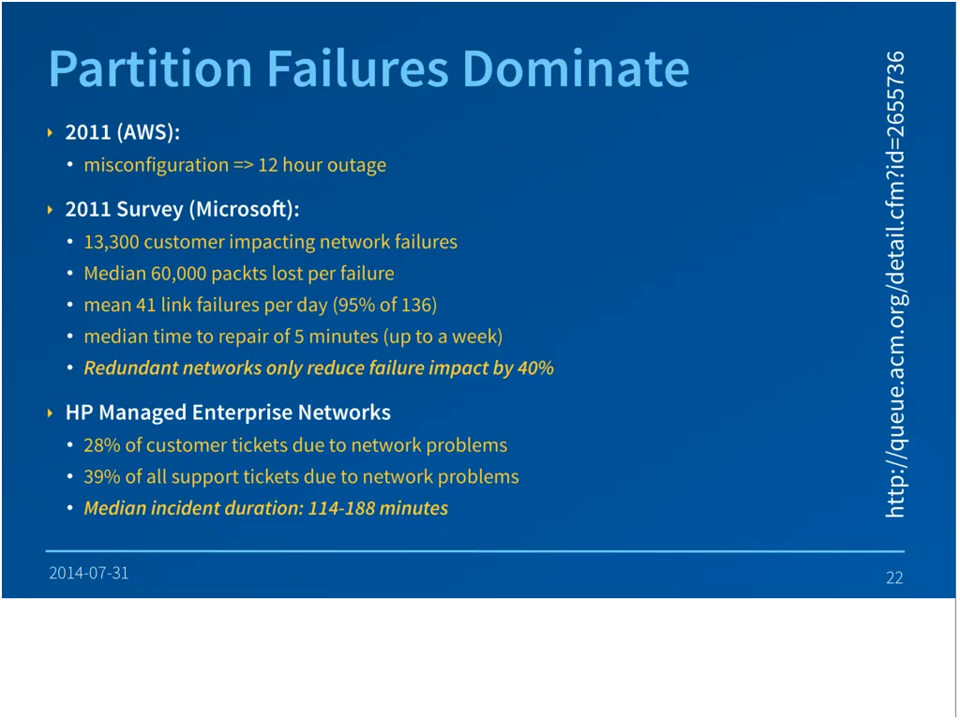 Partition Failures Dominate
2011 (AWS):
misconfiguration => 12 hour outage
2011 Survey (Microsoft):
13,300 customer impacting network failures
Median 60,000 packts lost per failure
mean 41 link failures per day (95% of 136)
median time to repair of 5 minutes (up to a week)
Redundant networks only reduce failure impact by 40%
HP Managed Enterprise Networks
28% of customer tickets due to network problems
39% of all support tickets due to network problems
Median incident duration: 114-188 minutes
http://queue.acm.org/detail.cfm?id=2655736
2014-07-31
22